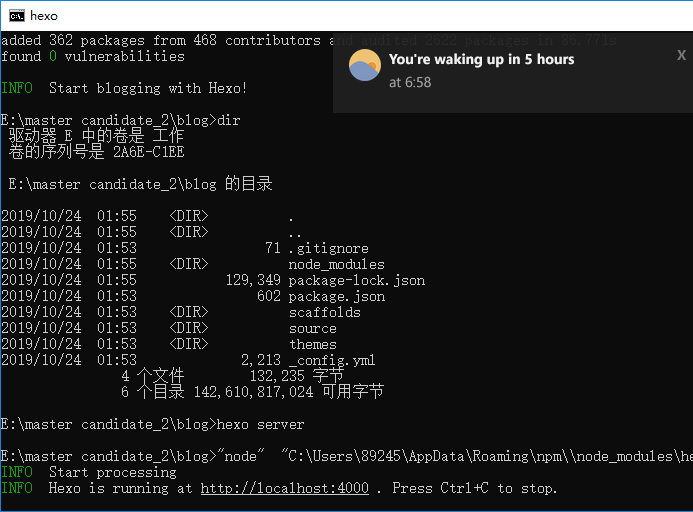 hexo
added 362 packages from 468 contributors and audited 2622 packages in 86.771s
found 0 vulnerabilities
You're waking up in 5 hours
X
at 6:58
INFO  Start blogging with Hexo!
E:\master candidate_2\blog>dir
驱动器 E 中的卷是 工作
卷的序列号是 2A6E-C1EE
E:\master candidate_2\blog 的目录
2019/10/24  01:55    <DIR>          .
2019/10/24  01:55    <DIR>          ..
2019/10/24  01:53                71 .gitignore
2019/10/24  01:55    <DIR>          node_modules
2019/10/24  01:55           129,349 package-lock.json
2019/10/24  01:53               602 package.json
2019/10/24  01:53    <DIR>          scaffolds
2019/10/24  01:53    <DIR>          source
2019/10/24  01:53    <DIR>          themes
2019/10/24  01:53             2,213 _config.yml
4 个文件        132,235 字节
6 个目录 142,610,817,024 可用字节
E:\master candidate_2\blog>hexo server
E:\master candidate_2\blog>"node"  "C:\Users\89245\AppData\Roaming\npm\\node_modules\he
INFO  Start processing
INFO  Hexo is running at http://localhost:4000 . Press Ctrl+C to stop.